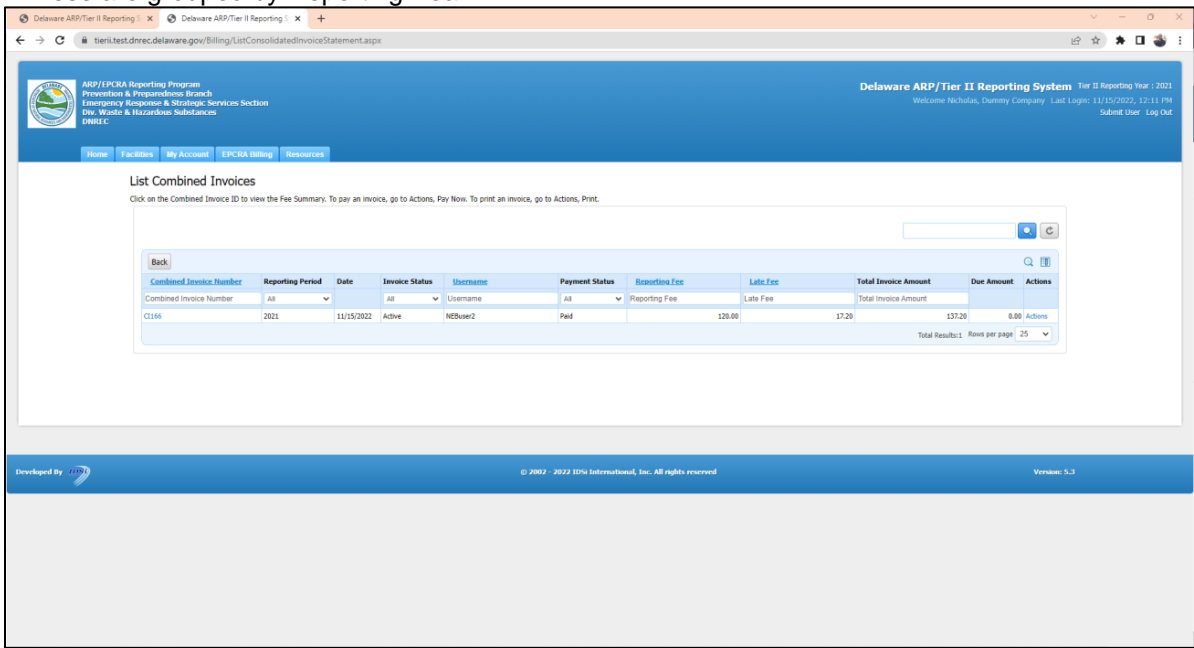 Delaware ARP/Tier II Reporting S
Delaware ARP/Tier II Reporting S
tierii.test.dnrec.delaware.gov/Billing/ListConsolidatedInvoiceStatement.aspx
ARP/EPCRA Reporting Program
Prevention & Preparedness Branch
Emergency Response & Strategic Services Section
Div. Waste & Hazardous Substances
DNREC
Delaware ARP/Tier II Reporting System Tier II Reporting Year : 2021
Welcome Nicholas, Dummy Company Last Login: 11/15/2022, 12:11 PM
Submit User Log Out
Home Facilities My Account EPCRA Billing Resources
List Combined Invoices
Click on the Combined Invoice ID to view the Fee Summary. To pay an invoice, go to Actions, Pay Now. To print an invoice, go to Actions, Print.
Back
Combined Invoice Number Reporting Period Date Invoice Status Username Payment Status Reporting Fee Late Fee Total Invoice Amount Due Amount Actions
Combined Invoice Number All All Username All Reporting Fee Late Fee Total Invoice Amount
CI166 2021 11/15/2022 Active NEBuser2 Paid 120.00 17.20 137.20 0.00 Actions
Total Results:1 Rows per page 25
Developed By IDSi © 2002 - 2022 IDSi International, Inc. All rights reserved Version: 5.3